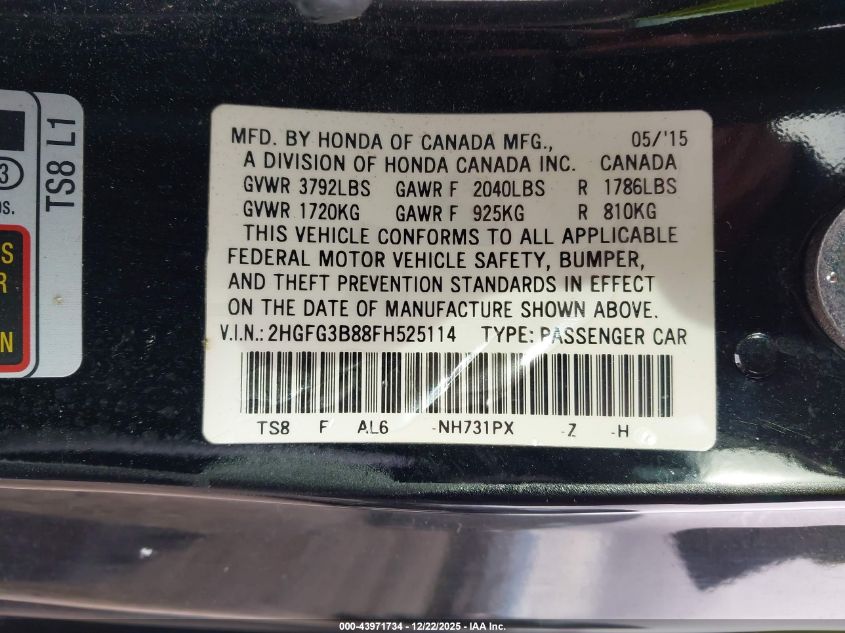 MFD. BY HONDA OF CANADA MFG., 05/'15
A DIVISION OF HONDA CANADA INC. CANADA
GVWR 3792LBS GAWR F 2040LBS R 1786LBS
GVWR 1720KG GAWR F 925KG R 810KG
THIS VEHICLE CONFORMS TO ALL APPLICABLE
FEDERAL MOTOR VEHICLE SAFETY, BUMPER,
AND THEFT PREVENTION STANDARDS IN EFFECT
ON THE DATE OF MANUFACTURE SHOWN ABOVE.
V.I.N.: 2HGFG3B88FH525114 TYPE: PASSENGER CAR
TS8 F AL6 -NH731PX -Z -H
TS8 L1
3
OS.
S
R
N
000-43971734 - 12/22/2025 - IAA Inc.